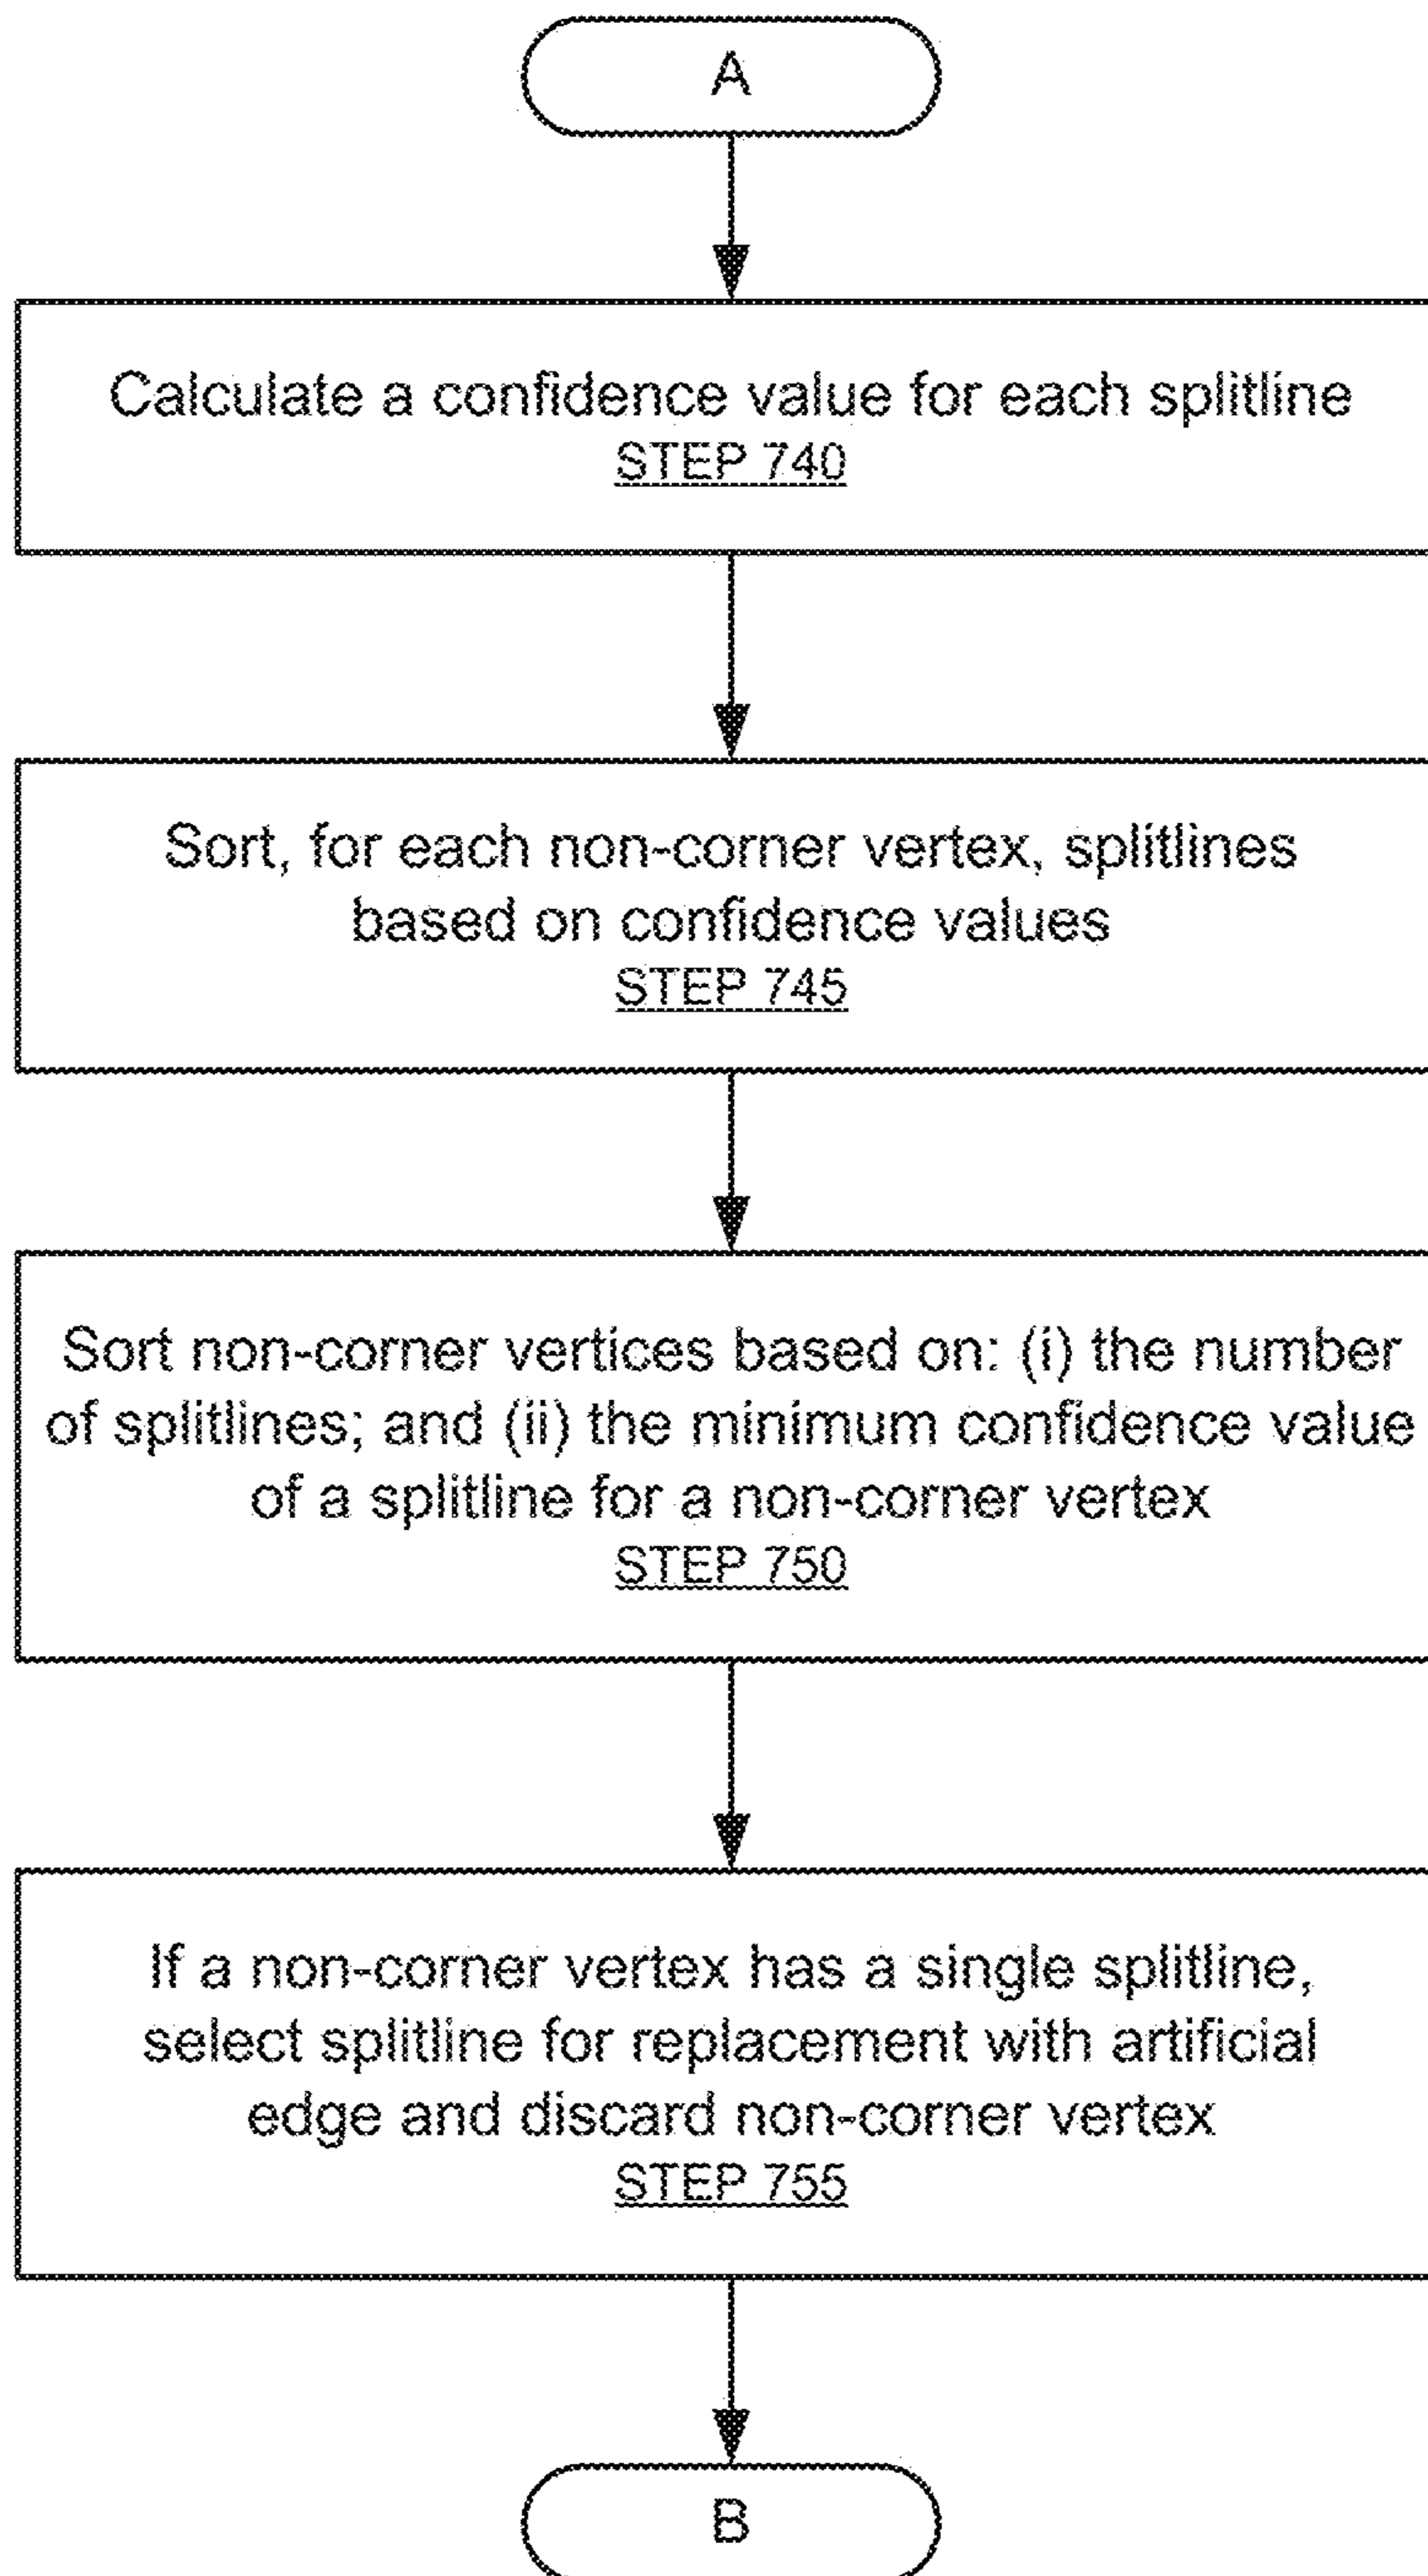 A
Calculate a confidence value for each splitline
STEP 740
Sort, for each non-corner vertex, splitlines
based on confidence values
STEP 745
Sort non-corner vertices based on: (i) the number
of splitlines; and (ii) the minimum confidence value
of a splitline for a non-corner vertex
STEP 750
If a non-corner vertex has a single splitline,
select splitline for replacement with artificial
edge and discard non-corner vertex
STEP 755
B